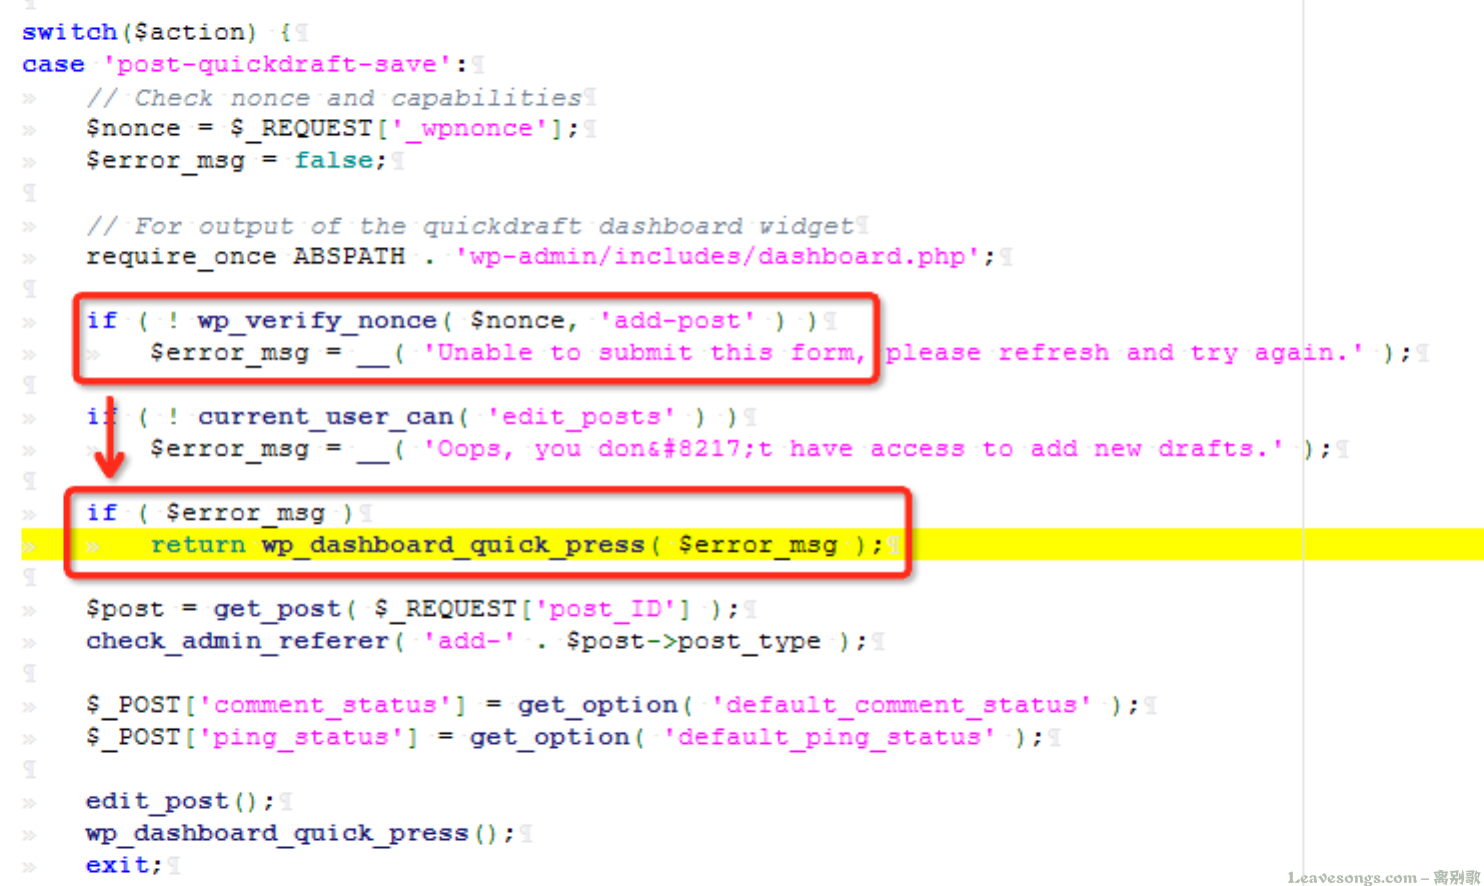 switch($action) {
case 'post-quickdraft-save':
// Check nonce and capabilities
$nonce = $_REQUEST['_wpnonce'];
$error_msg = false;
// For output of the quickdraft dashboard widget
require_once ABSPATH . 'wp-admin/includes/dashboard.php';
if ( ! wp_verify_nonce( $nonce, 'add-post' ) )
$error_msg = __( 'Unable to submit this form, please refresh and try again.' );
if ( ! current_user_can( 'edit_posts' ) )
$error_msg = __( 'Oops, you don&#8217;t have access to add new drafts.' );
if ( $error_msg )
return wp_dashboard_quick_press( $error_msg );
$post = get_post( $_REQUEST['post_ID'] );
check_admin_referer( 'add-' . $post->post_type );
$_POST['comment_status'] = get_option( 'default_comment_status' );
$_POST['ping_status'] = get_option( 'default_ping_status' );
edit_post();
wp_dashboard_quick_press();
exit;
Leavesongs.com – 离别歌